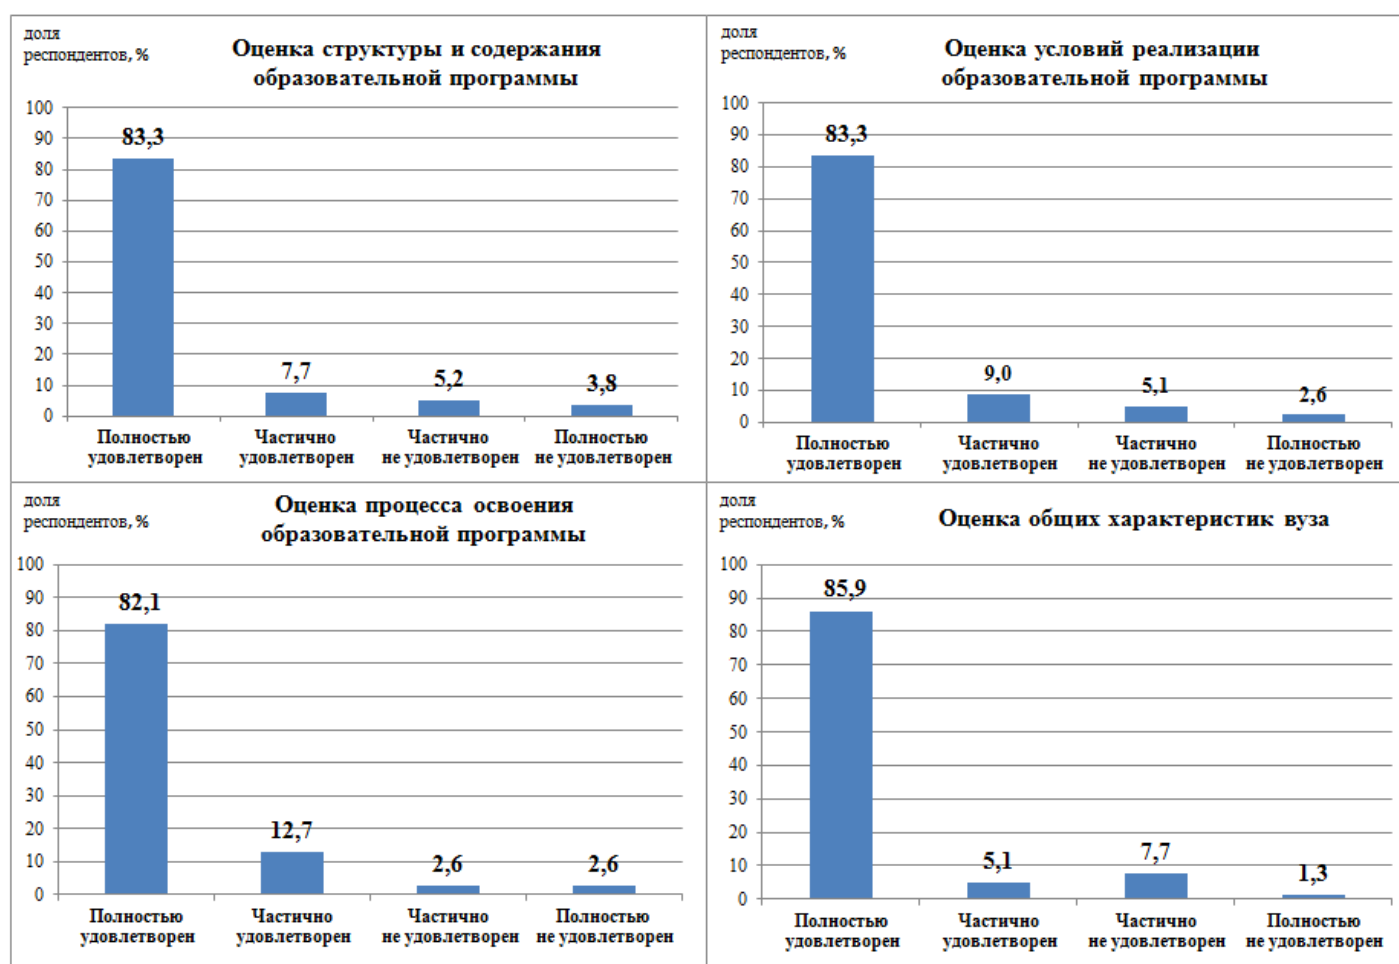 доля
респондентов, %
Оценка структуры и содержания
образовательной программы
100
90
80
70
60
50
40
30
20
10
0
83,3
7,7
5,2
3,8
Полностью
удовлетворен
Частично
удовлетворен
Частично
не удовлетворен
Полностью
не удовлетворен
доля
респондентов, %
Оценка условий реализации
образовательной программы
100
90
80
70
60
50
40
30
20
10
0
83,3
9,0
5,1
2,6
Полностью
удовлетворен
Частично
удовлетворен
Частично
не удовлетворен
Полностью
не удовлетворен
доля
респондентов, %
Оценка процесса освоения
образовательной программы
100
90
80
70
60
50
40
30
20
10
0
82,1
12,7
2,6
2,6
Полностью
удовлетворен
Частично
удовлетворен
Частично
не удовлетворен
Полностью
не удовлетворен
доля
респондентов, %
Оценка общих характеристик вуза
100
90
80
70
60
50
40
30
20
10
0
85,9
5,1
7,7
1,3
Полностью
удовлетворен
Частично
удовлетворен
Частично
не удовлетворен
Полностью
не удовлетворен